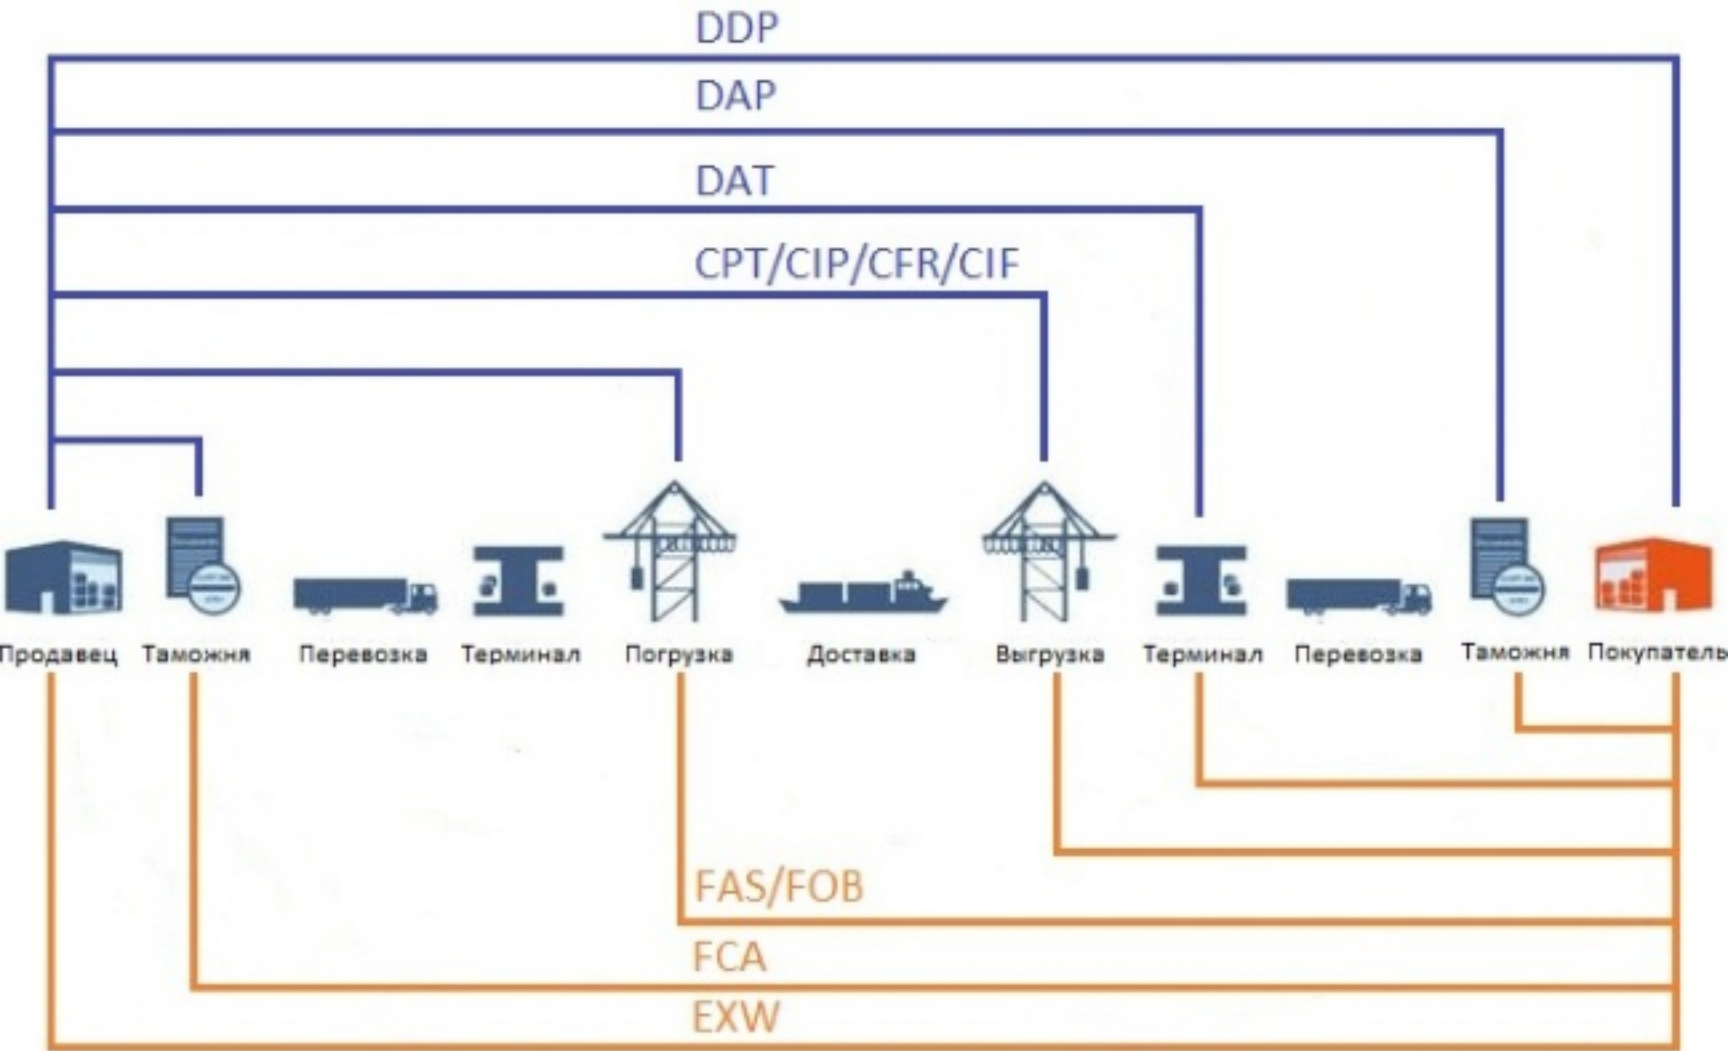 DDP
DAP
DAT
CPT/CIP/CFR/CIF
Продавец Таможня Перевозка Терминал Погрузка Доставка Выгрузка Терминал Перевозка Таможня Покупатель
FAS/FOB
FCA
EXW